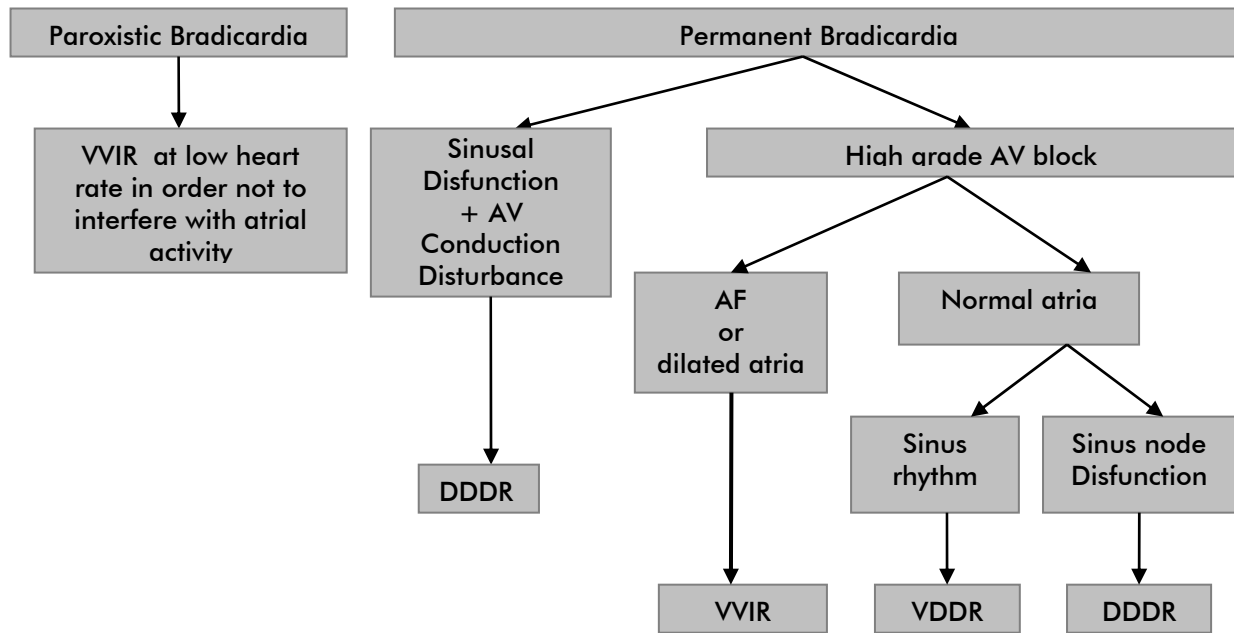 Paroxistic Bradicardia
Permanent Bradicardia
VVIR at low heart
rate in order not to
interfere with atrial
activity
Sinusal
Disfunction
+ AV
Conduction
Disturbance
High grade AV block
AF
or
dilated atria
Normal atria
Sinus
rhythm
Sinus node
Disfunction
DDDR
VVIR
VDDR
DDDR